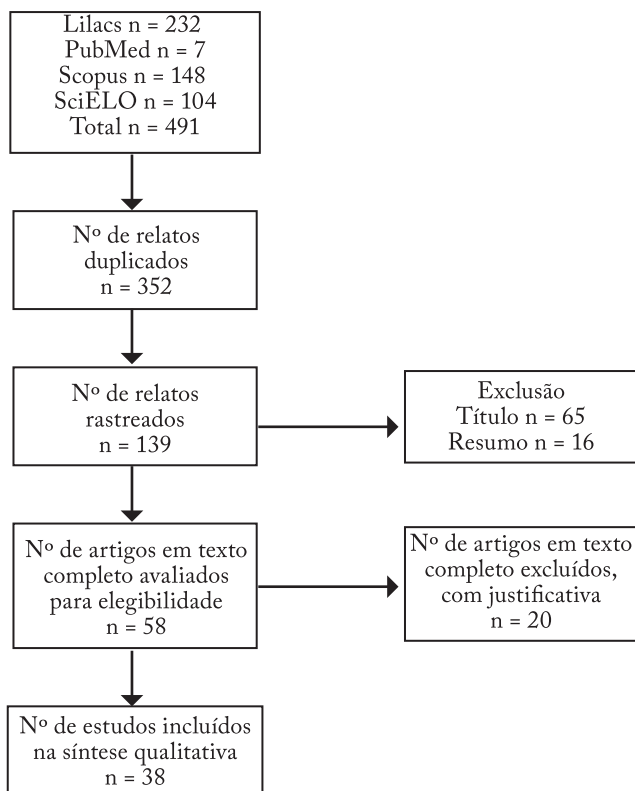 Lilacs n = 232
PubMed n = 7
Scopus n = 148
SciELO n = 104
Total n = 491
Nº de relatos
duplicados
n = 352
Nº de relatos
rastreados
n = 139
Exclusão
Título n = 65
Resumo n = 16
Nº de artigos em texto
completo avaliados
para elegibilidade
n = 58
Nº de artigos em texto
completo excluídos,
com justificativa
n = 20
Nº de estudos incluídos
na síntese qualitativa
n = 38